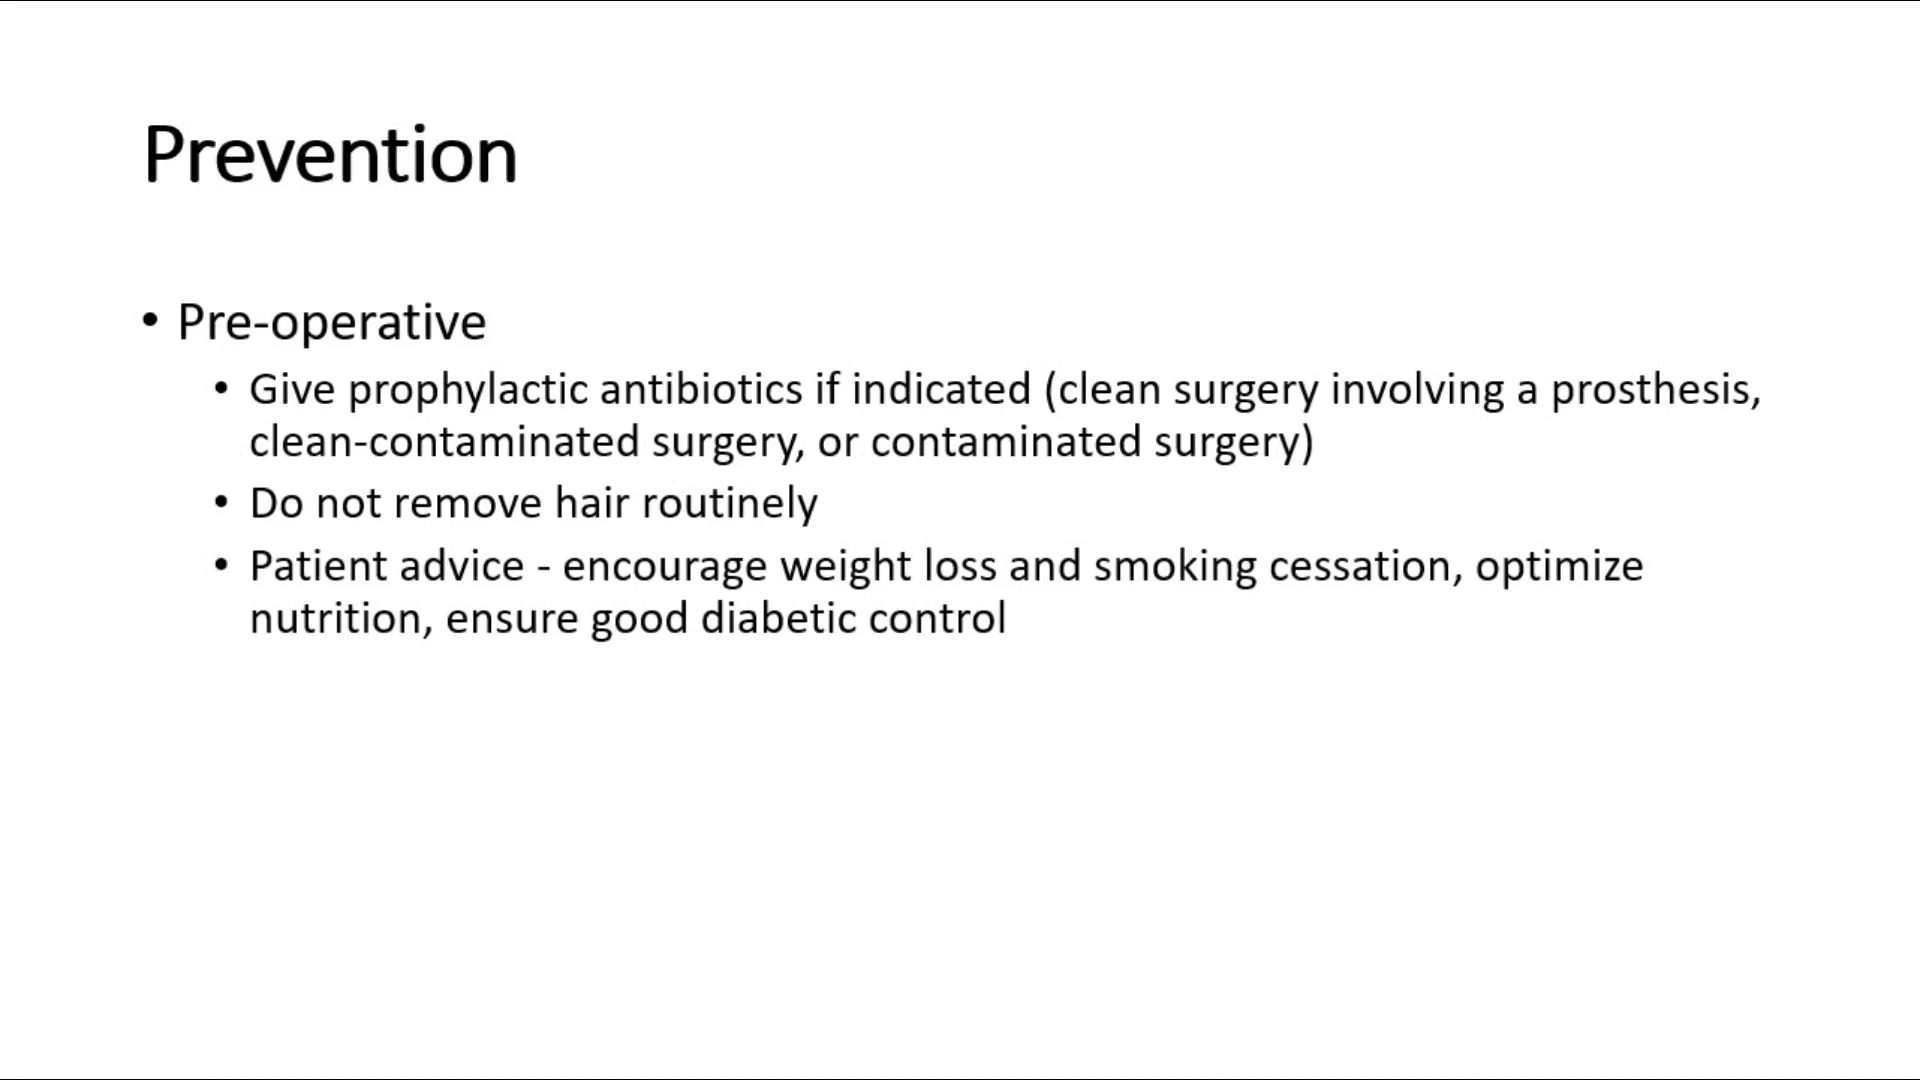 Prevention
• Pre-operative
• Give prophylactic antibiotics if indicated (clean surgery involving a prosthesis,
clean-contaminated surgery, or contaminated surgery)
• Do not remove hair routinely
• Patient advice - encourage weight loss and smoking cessation, optimize
nutrition, ensure good diabetic control